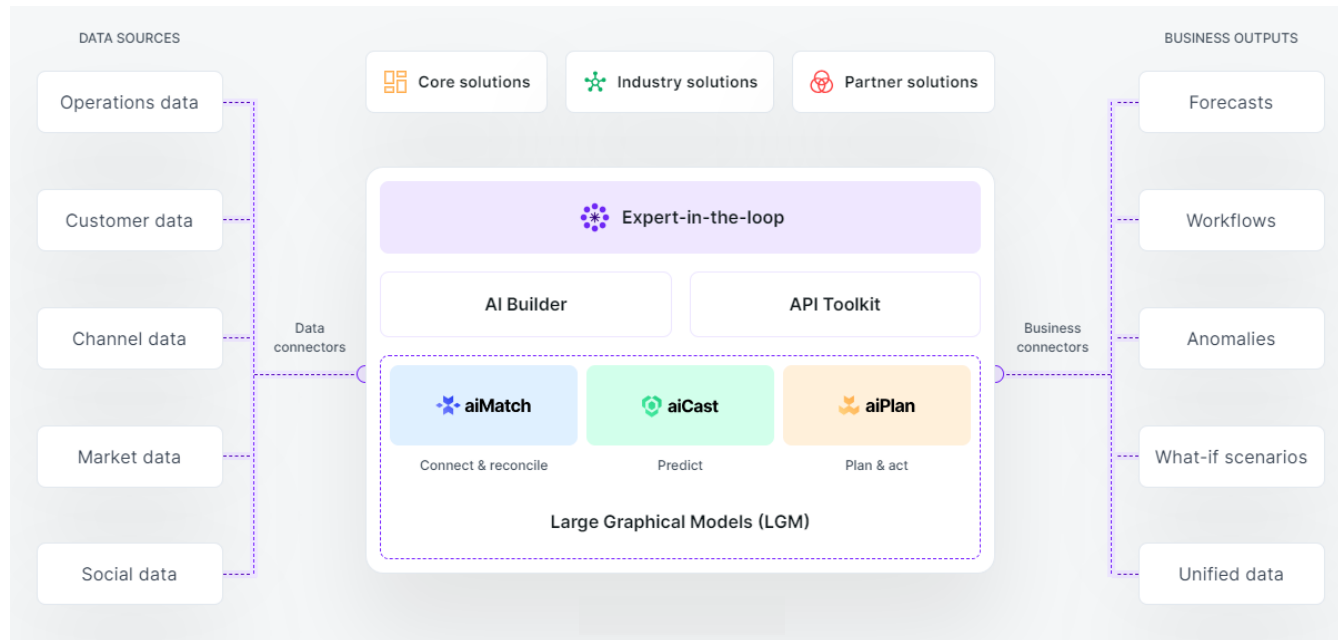 DATA SOURCES
Operations data
Customer data
Channel data
Market data
Social data
Data
connectors
Core solutions
Industry solutions
Partner solutions
Expert-in-the-loop
AI Builder
API Toolkit
aiMatch
aiCast
aiPlan
Connect & reconcile
Predict
Plan & act
Large Graphical Models (LGM)
Business
connectors
BUSINESS OUTPUTS
Forecasts
Workflows
Anomalies
What-if scenarios
Unified data